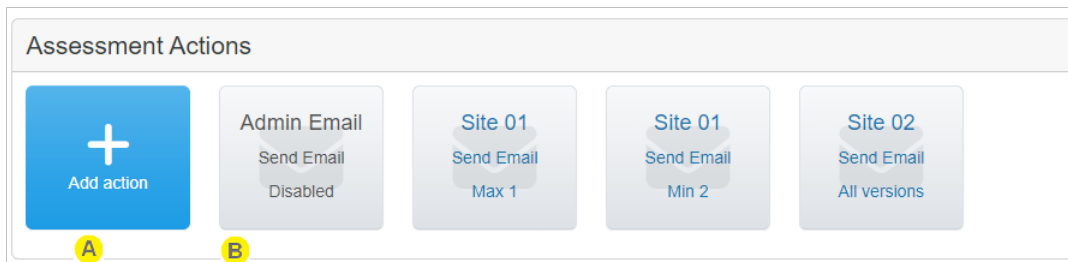 Assessment Actions
Add action
Admin Email
Send Email
Disabled
Site 01
Send Email
Max 1
Site 01
Send Email
Min 2
Site 02
Send Email
All versions
A
B